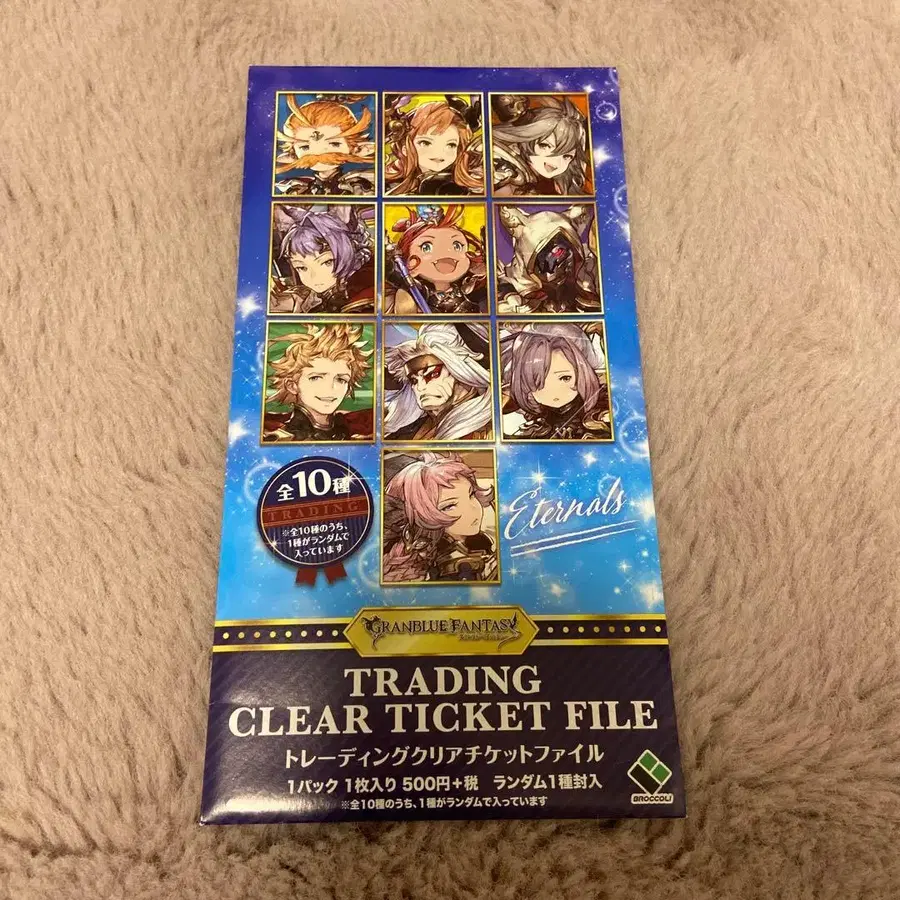 全10種
TRADING
※全10種のうち、
1種がランダムで
入っています
Eternals
GRANBLUE FANTASY
TRADING
CLEAR TICKET FILE
トレーディングクリアチケットファイル
1パック 1枚入り 500円+税 ランダム1種封入
※全10種のうち、1種がランダムで入っています
BROCCOLI